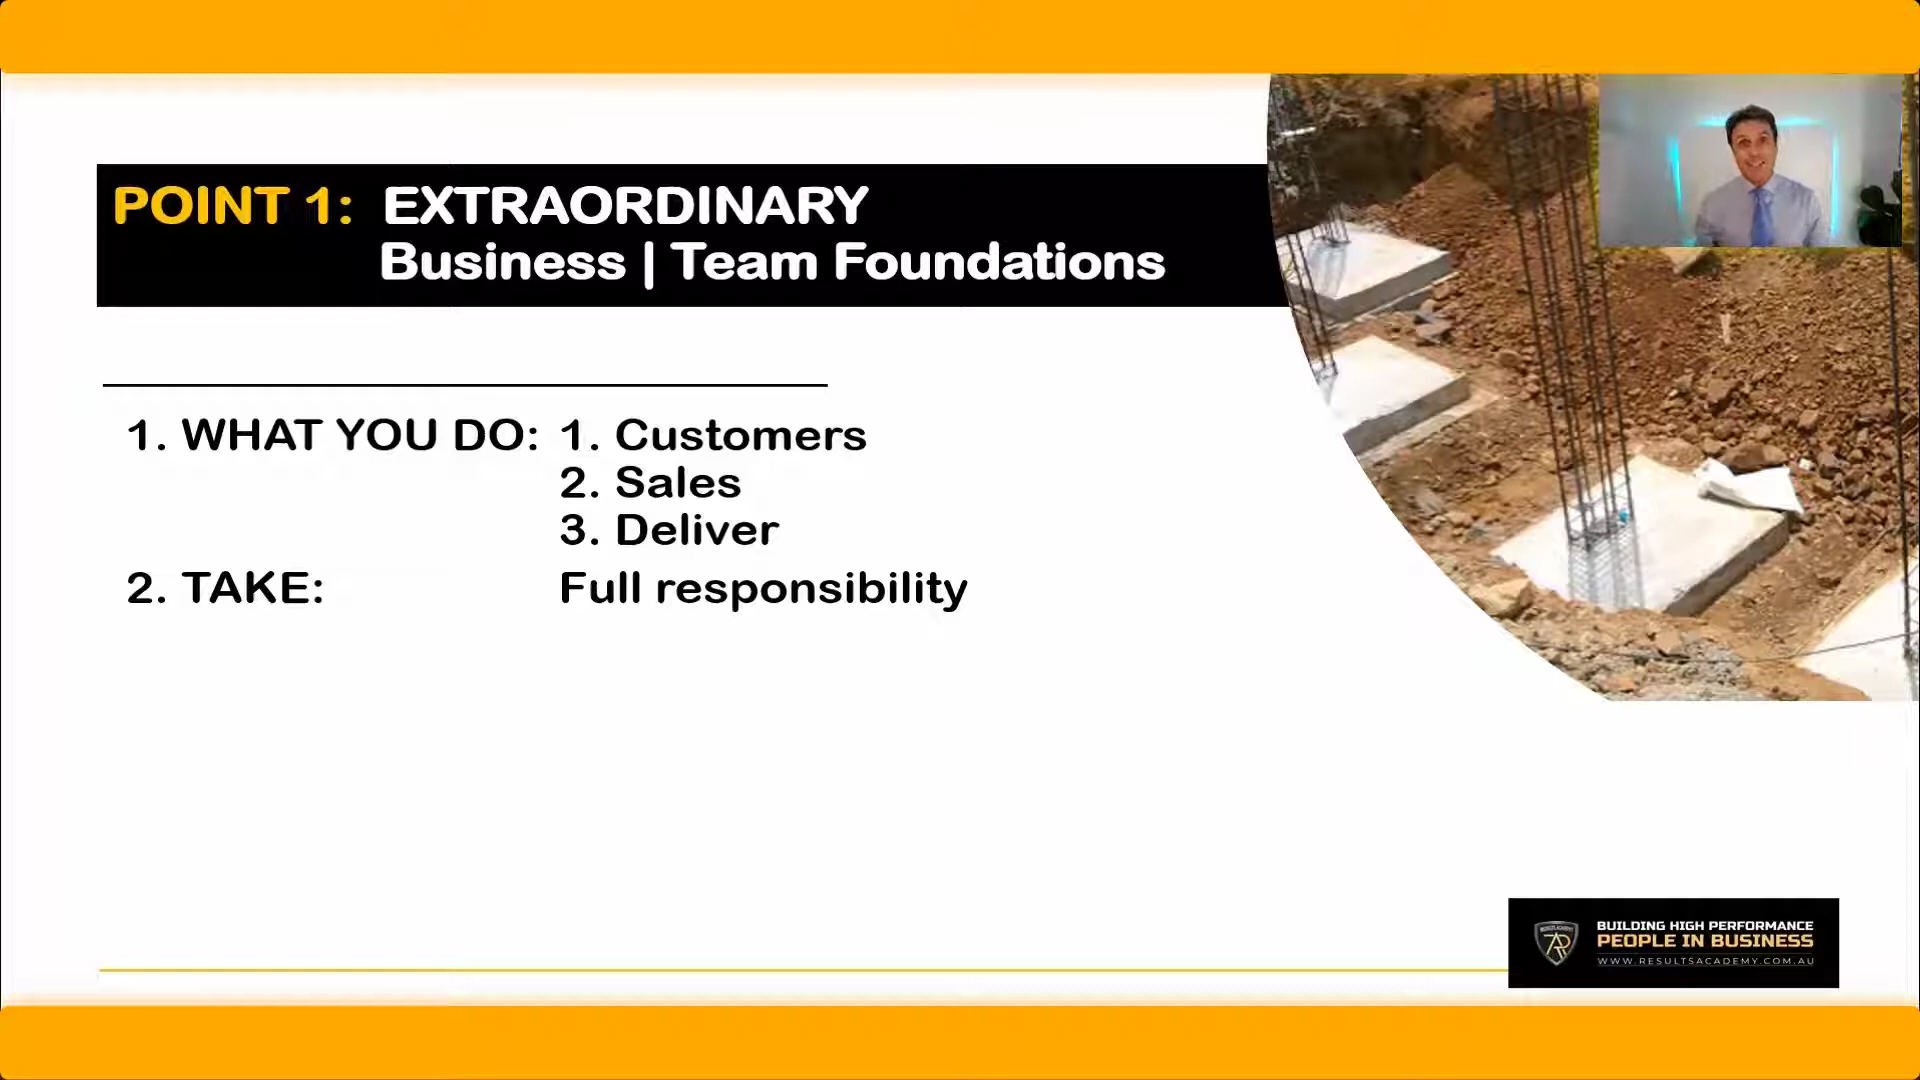 POINT 1: EXTRAORDINARY
Business | Team Foundations
1. WHAT YOU DO: 1. Customers
2. Sales
3. Deliver
2. TAKE: Full responsibility
BUILDING HIGH PERFORMANCE
PEOPLE IN BUSINESS
WWW.RESULTSACADEMY.COM.AU